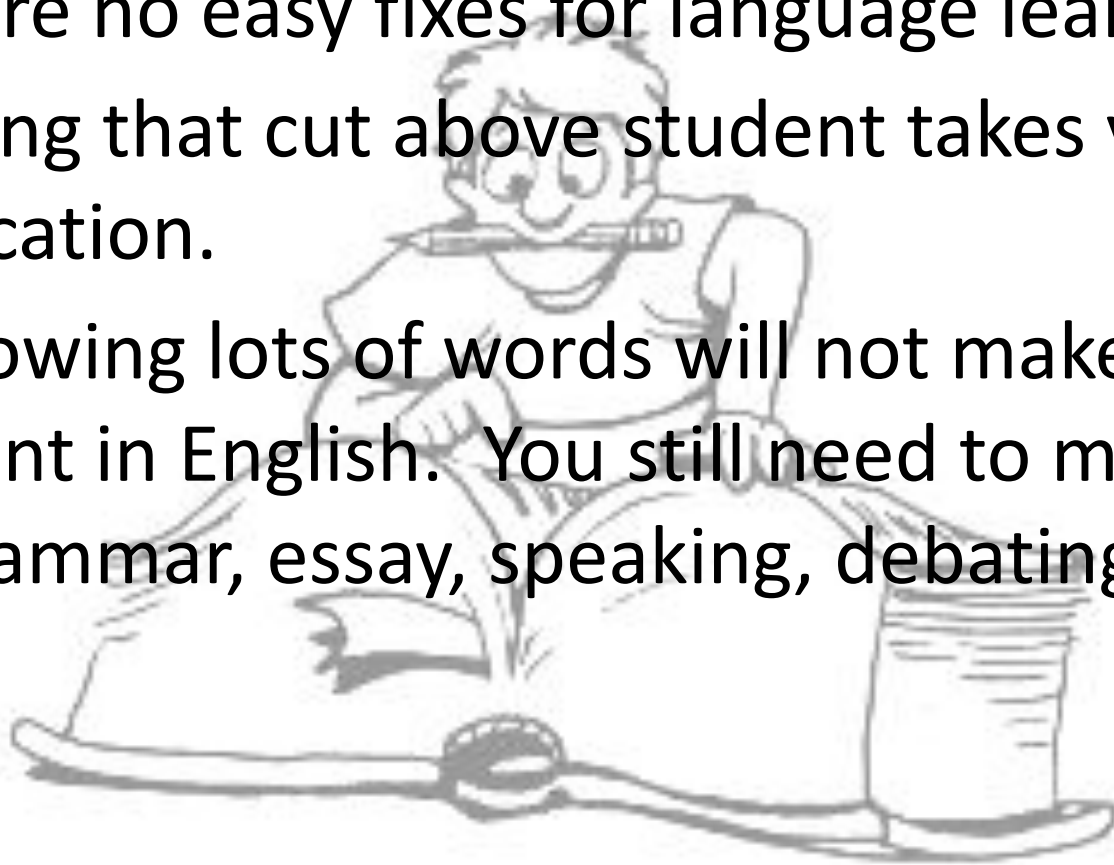 re no easy fixes for language lear
ng that cut above student takes
cation.
owing lots of words will not make
nt in English.  You still need to m
ammar, essay, speaking, debating